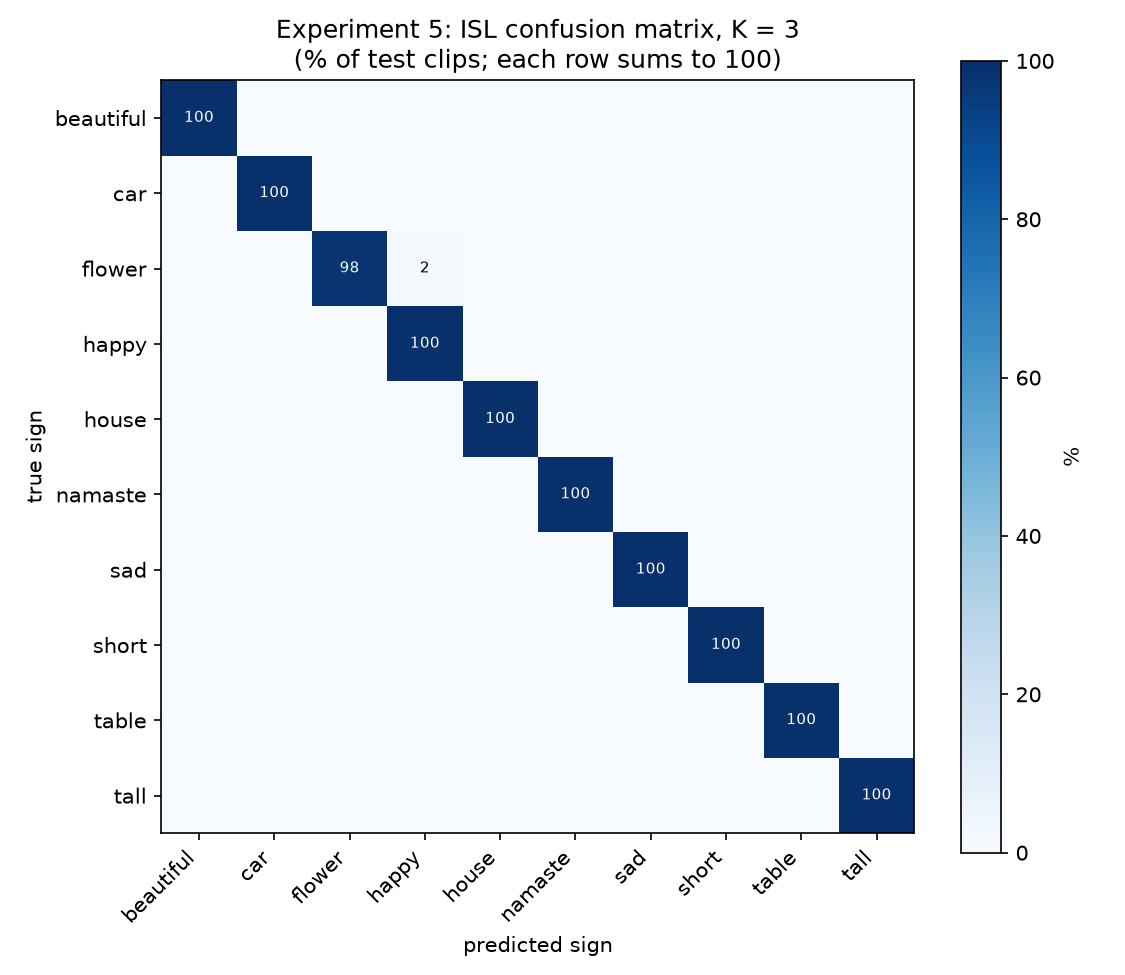 Experiment 5: ISL confusion matrix, K = 3
(% of test clips; each row sums to 100)
beautiful
car
flower
happy
house
namaste
sad
short
table
tall
true sign
100
100
98 2
100
100
100
100
100
100
100
beautiful
car
flower
happy
house
namaste
sad
short
table
tall
predicted sign
100
80
60
40
20
0
%